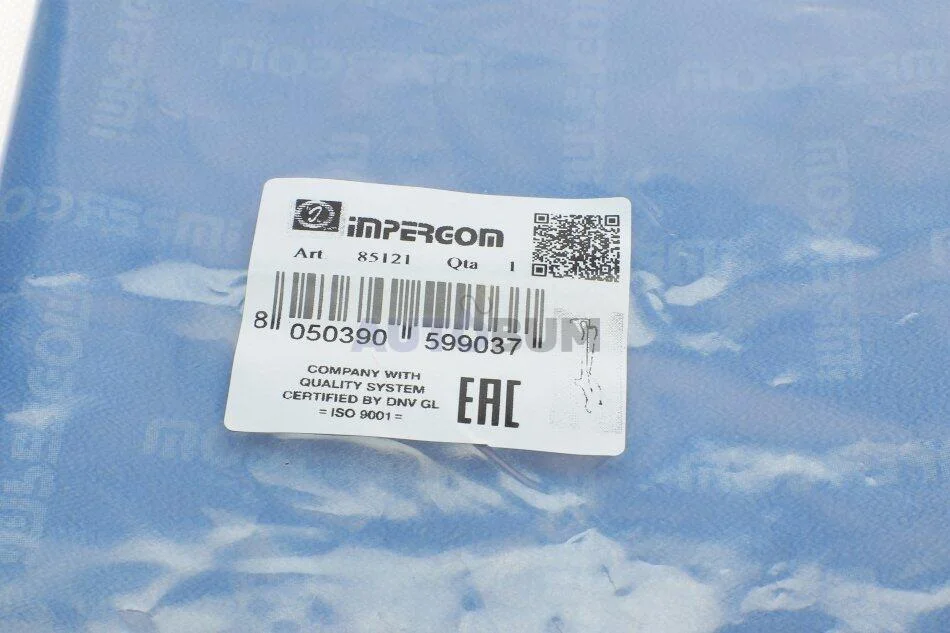 IMPERGOM
Art. 85121 Qta 1
8 050390 599037
COMPANY WITH
QUALITY SYSTEM
CERTIFIED BY DNV GL
= ISO 9001 =
EAC